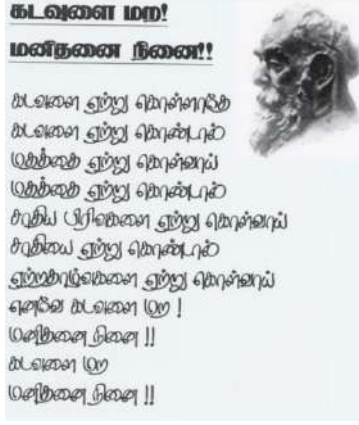 கடவுளை மற!
மனிதனை நினை!!
கடவுளை ஏற்று கொள்ளாதே
கடவுளை ஏற்று கொண்டால்
மதத்தை ஏற்று கொள்வாய்
மதத்தை ஏற்று கொண்டால்
சாதிய பிரிவுகளை ஏற்று கொள்வாய்
சாதியை ஏற்று கொண்டால்
ஏற்றதாழ்வுகளை ஏற்று கொள்வாய்
எனவே கடவுளை மற !
மனிதனை நினை !!
கடவுளை மற
மனிதனை நினை !!